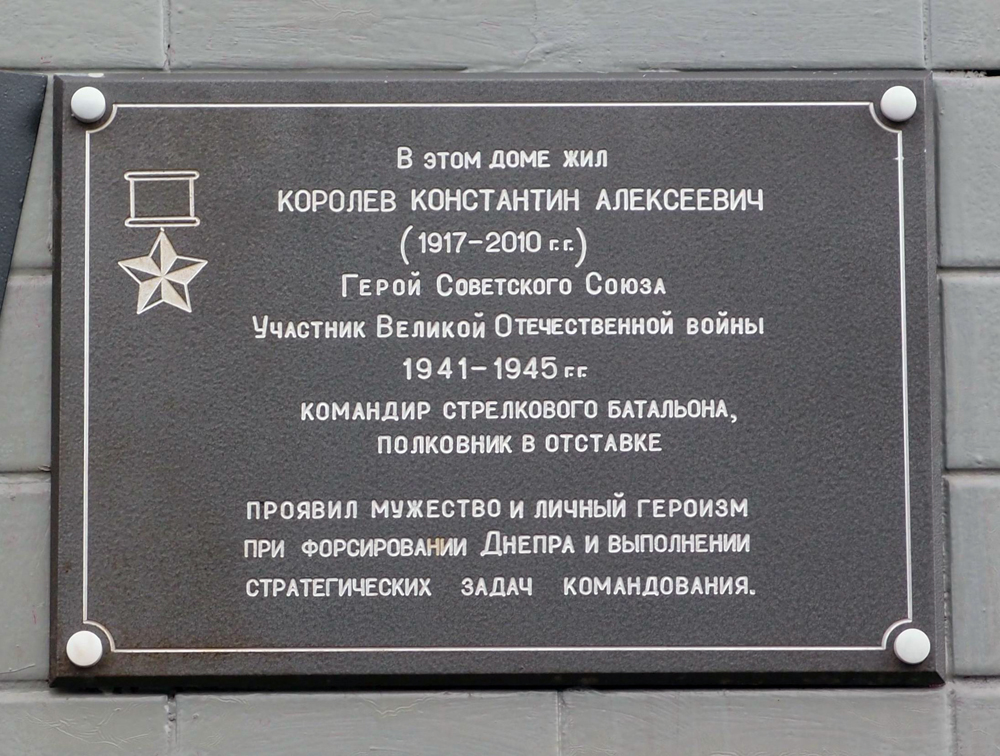 В этом доме жил
КОРОЛЕВ КОНСТАНТИН АЛЕКСЕЕВИЧ
(1917-2010 г.г.)
Герой Советского Союза
Участник Великой Отечественной войны
1941-1945 г.г.
КОМАНДИР СТРЕЛКОВОГО БАТАЛЬОНА,
ПОЛКОВНИК В ОТСТАВКЕ
ПРОЯВИЛ МУЖЕСТВО И ЛИЧНЫЙ ГЕРОИЗМ
ПРИ ФОРСИРОВАНИИ ДНЕПРА И ВЫПОЛНЕНИИ
СТРАТЕГИЧЕСКИХ ЗАДАЧ КОМАНДОВАНИЯ.